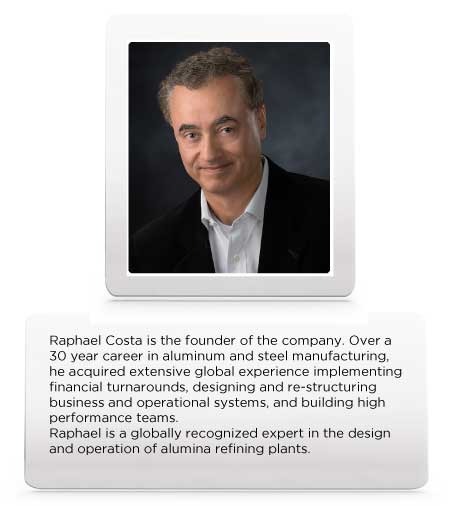 Raphael Costa is the founder of the company. Over a
30 year career in aluminum and steel manufacturing,
he acquired extensive global experience implementing
financial turnarounds, designing and re-structuring
business and operational systems, and building high
performance teams.
Raphael is a globally recognized expert in the design
and operation of alumina refining plants.